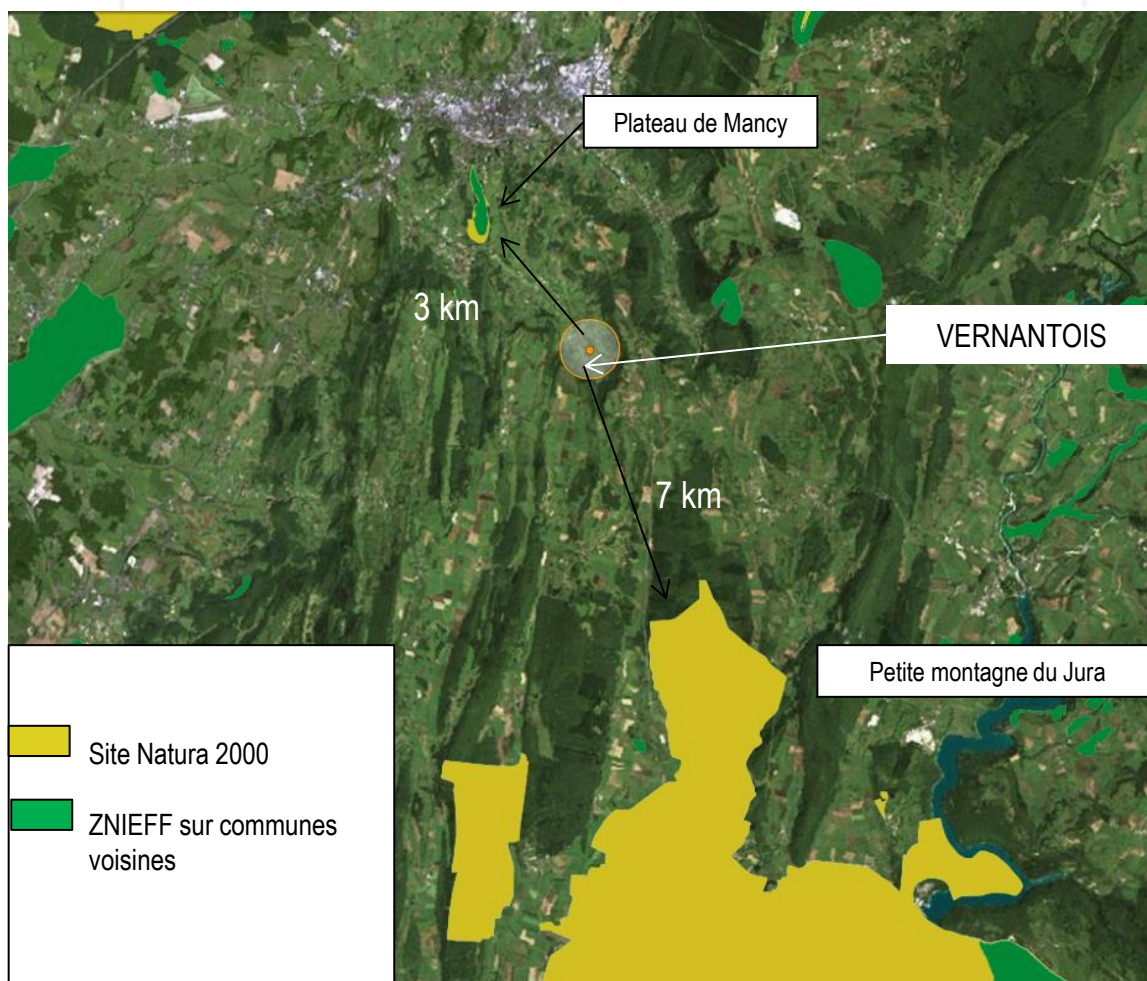 Plateau de Mancy
3 km
VERNANTOIS
7 km
Petite montagne du Jura
Site Natura 2000
ZNIEFF sur communes
voisines